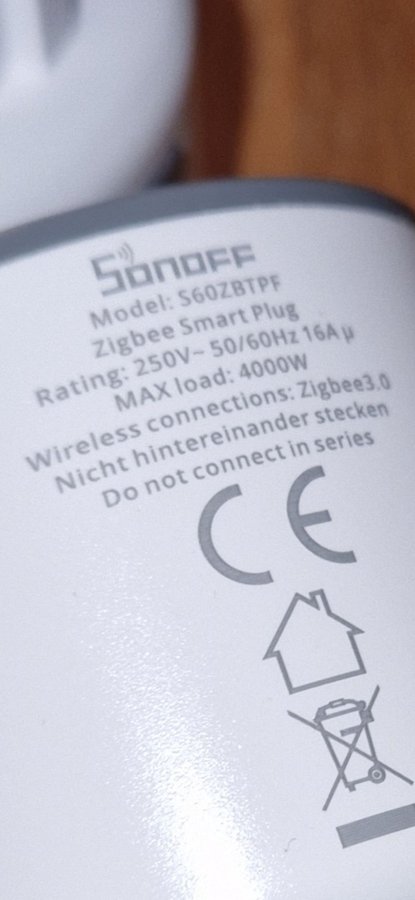 SONOFF
Model: S60ZBTPF
Zigbee Smart Plug
Rating: 250V~ 50/60Hz 16A μ
MAX load: 4000W
Wireless connections: Zigbee3.0
Nicht hintereinander stecken
Do not connect in series
CE